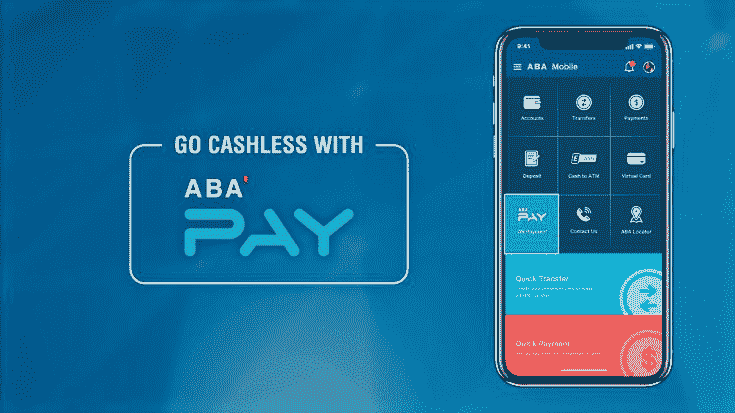 GO CASHLESS WITH
ABA'
PAY
9:41
ABA Mobile
Accounts
Transfers
Payments
Deposit
Cash to ATM
Virtual Card
ABA
PAY
QR Payment
Contact Us
ABA Locator
Quick Transfer
Quick Payment